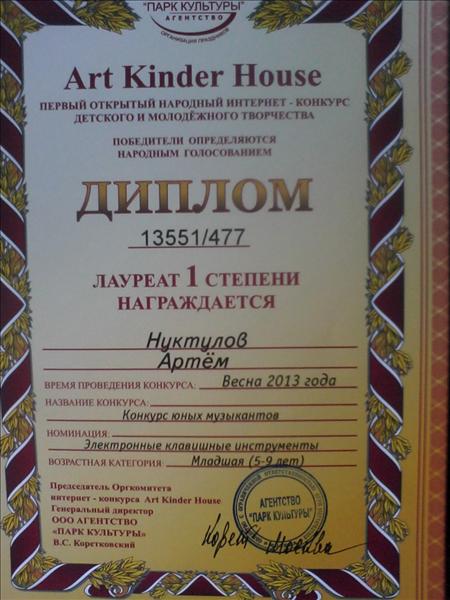 "ПАРК КУЛЬТУРЫ"
АГЕНТСТВО
ОРГАНИЗАЦИЯ ПРАЗДНИКОВ
Art Kinder House
ПЕРВЫЙ ОТКРЫТЫЙ НАРОДНЫЙ ИНТЕРНЕТ - КОНКУРС
ДЕТСКОГО И МОЛОДЁЖНОГО ТВОРЧЕСТВА
ПОБЕДИТЕЛИ ОПРЕДЕЛЯЮТСЯ
НАРОДНЫМ ГОЛОСОВАНИЕМ
ДИПЛОМ
13551/477
ЛАУРЕАТ 1 СТЕПЕНИ
НАГРАЖДАЕТСЯ
Нуктулов
Артём
ВРЕМЯ ПРОВЕДЕНИЯ КОНКУРСА: Весна 2013 года
НАЗВАНИЕ КОНКУРСА:
Конкурс юных музыкантов
НОМИНАЦИЯ:
Электронные клавишные инструменты
ВОЗРАСТНАЯ КАТЕГОРИЯ: Младшая (5-9 лет)
Председатель Оргкомитета
интернет - конкурса Art Kinder House
Генеральный директор
ООО АГЕНТСТВО
«ПАРК КУЛЬТУРЫ»
В.С. Коретковский
АГЕНТСТВО
"ПАРК КУЛЬТУРЫ"
Москва